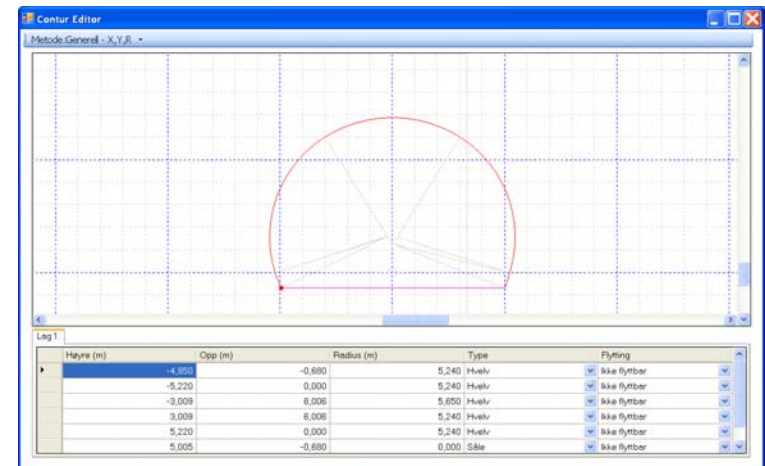 Contur Editor
Metode:Generell - X,Y,R
Lag 1
Høyre (m) Opp (m) Radius (m) Type Flytting
-4,950 -0,680 5,240 Hvelv Ikke flyttbar
-5,220 0,000 5,240 Hvelv Ikke flyttbar
-3,009 6,006 5,650 Hvelv Ikke flyttbar
3,009 6,006 5,240 Hvelv Ikke flyttbar
5,220 0,000 5,240 Hvelv Ikke flyttbar
5,005 -0,680 0,000 Såle Ikke flyttbar